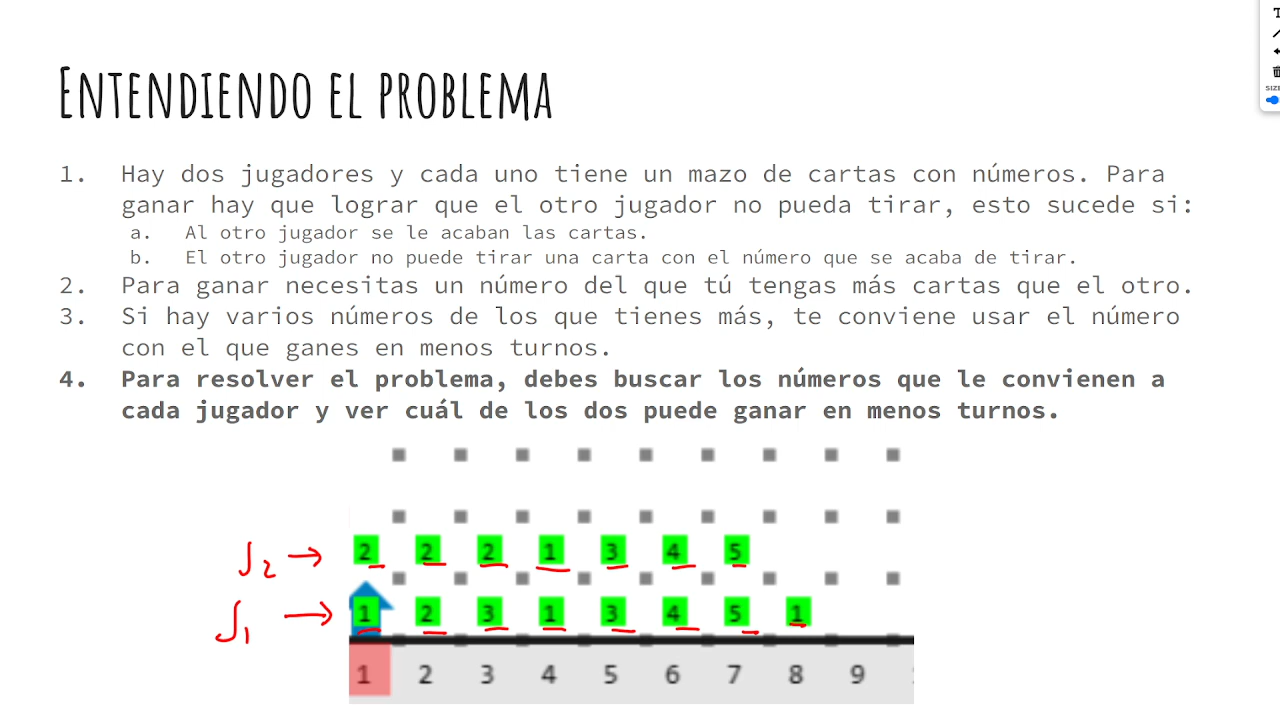 ENTENDIENDO EL PROBLEMA
1. Hay dos jugadores y cada uno tiene un mazo de cartas con números. Para
ganar hay que lograr que el otro jugador no pueda tirar, esto sucede si:
a. Al otro jugador se le acaban las cartas.
b. El otro jugador no puede tirar una carta con el número que se acaba de tirar.
2. Para ganar necesitas un número del que tú tengas más cartas que el otro.
3. Si hay varios números de los que tienes más, te conviene usar el número
con el que ganes en menos turnos.
4. Para resolver el problema, debes buscar los números que le convienen a
cada jugador y ver cuál de los dos puede ganar en menos turnos.
J2 → 2 2 2 1 3 4 5
J1 → 1 2 3 1 3 4 5 1
1 2 3 4 5 6 7 8 9